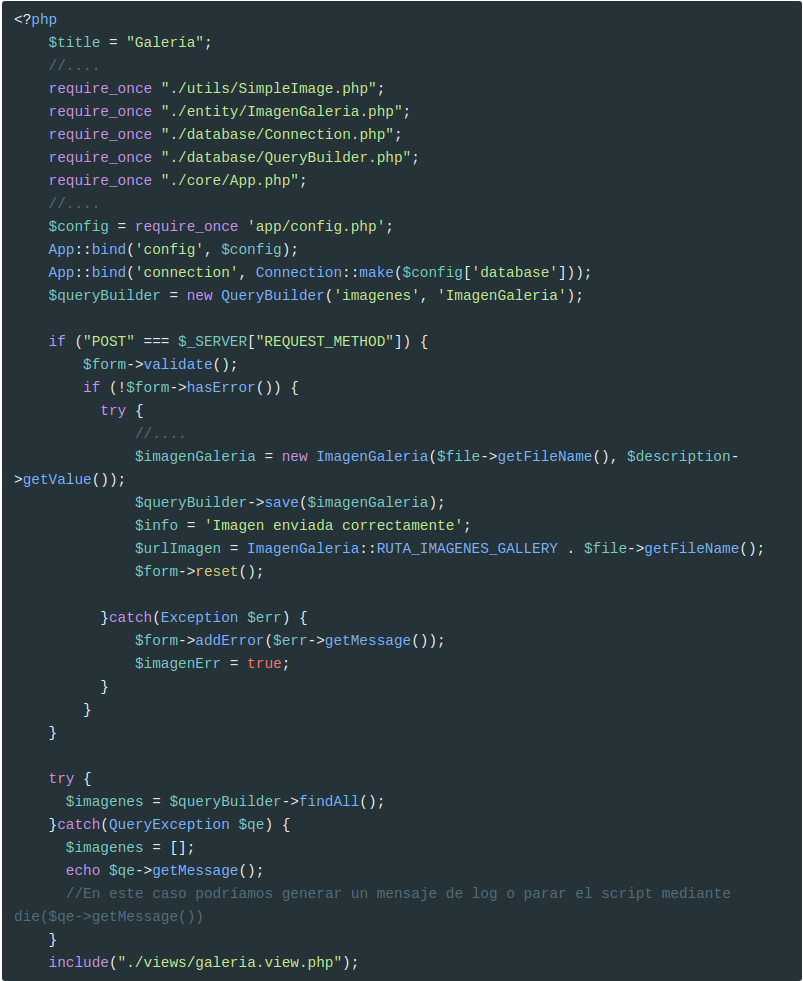 <?php
    $title = "Galería";
    //....
    require_once "./utils/SimpleImage.php";
    require_once "./entity/ImagenGaleria.php";
    require_once "./database/Connection.php";
    require_once "./database/QueryBuilder.php";
    require_once "./core/App.php";
    //....
    $config = require_once 'app/config.php';
    App::bind('config', $config);
    App::bind('connection', Connection::make($config['database']));
    $queryBuilder = new QueryBuilder('imagenes', 'ImagenGaleria');

    if ("POST" === $_SERVER["REQUEST_METHOD"]) {
        $form->validate();
        if (!$form->hasError()) {
          try {
              //....
              $imagenGaleria = new ImagenGaleria($file->getFileName(), $description-
>getValue());
              $queryBuilder->save($imagenGaleria);
              $info = 'Imagen enviada correctamente';
              $urlImagen = ImagenGaleria::RUTA_IMAGENES_GALLERY . $file->getFileName();
              $form->reset();

          }catch(Exception $err) {
              $form->addError($err->getMessage());
              $imagenErr = true;
          }
        }
    }

    try {
      $imagenes = $queryBuilder->findAll();
    }catch(QueryException $qe) {
      $imagenes = [];
      echo $qe->getMessage();
      //En este caso podríamos generar un mensaje de log o parar el script mediante
die($qe->getMessage())
    }
    include("./views/galeria.view.php");